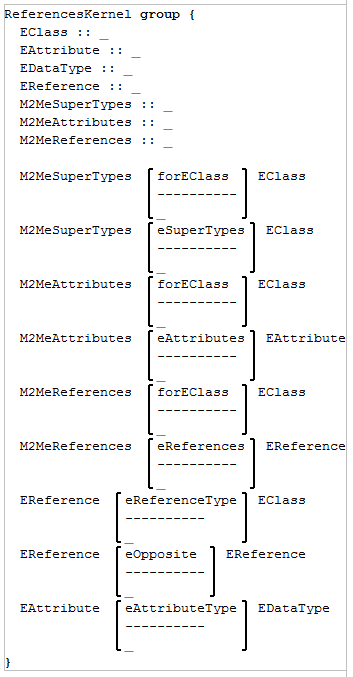 ReferencesKernel group {
EClass :: _
EAttribute :: _
EDataType :: _
EReference :: _
M2MeSuperTypes :: _
M2MeAttributes :: _
M2MeReferences :: _
M2MeSuperTypes [ forEClass ] EClass
----------
_
M2MeSuperTypes [ eSuperTypes ] EClass
----------
_
M2MeAttributes [ forEClass ] EClass
----------
_
M2MeAttributes [ eAttributes ] EAttribute
----------
_
M2MeReferences [ forEClass ] EClass
----------
_
M2MeReferences [ eReferences ] EReference
----------
_
EReference [ eReferenceType ] EClass
----------
_
EReference [ eOpposite ] EReference
----------
_
EAttribute [ eAttributeType ] EDataType
----------
_
}